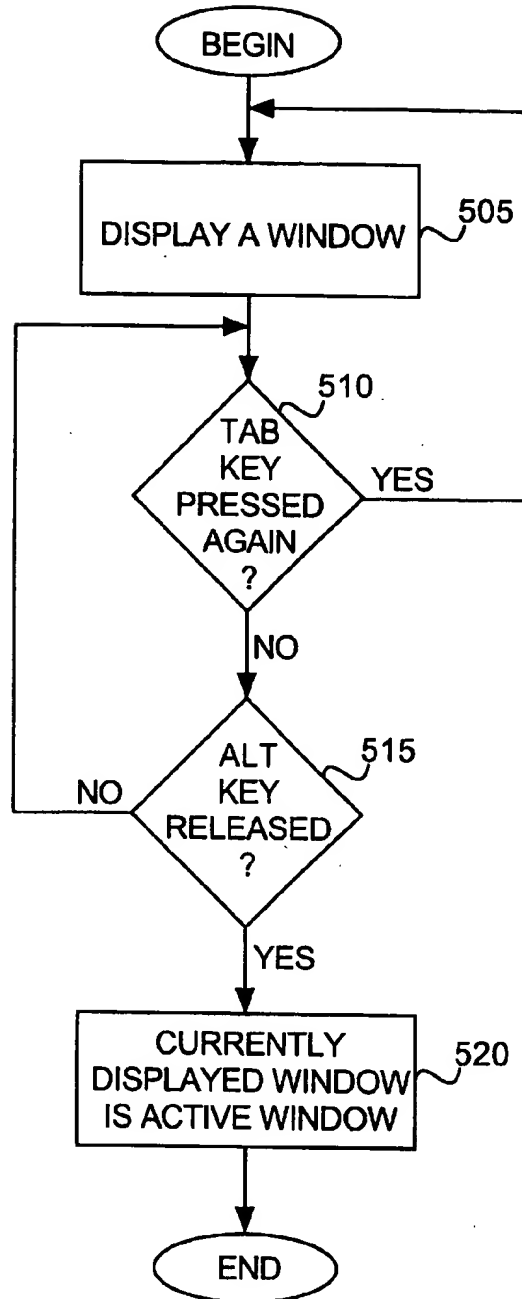 BEGIN
DISPLAY A WINDOW
505
510
TAB
KEY
PRESSED
AGAIN
?
YES
NO
515
ALT
KEY
RELEASED
?
NO
YES
CURRENTLY
DISPLAYED WINDOW
IS ACTIVE WINDOW
520
END